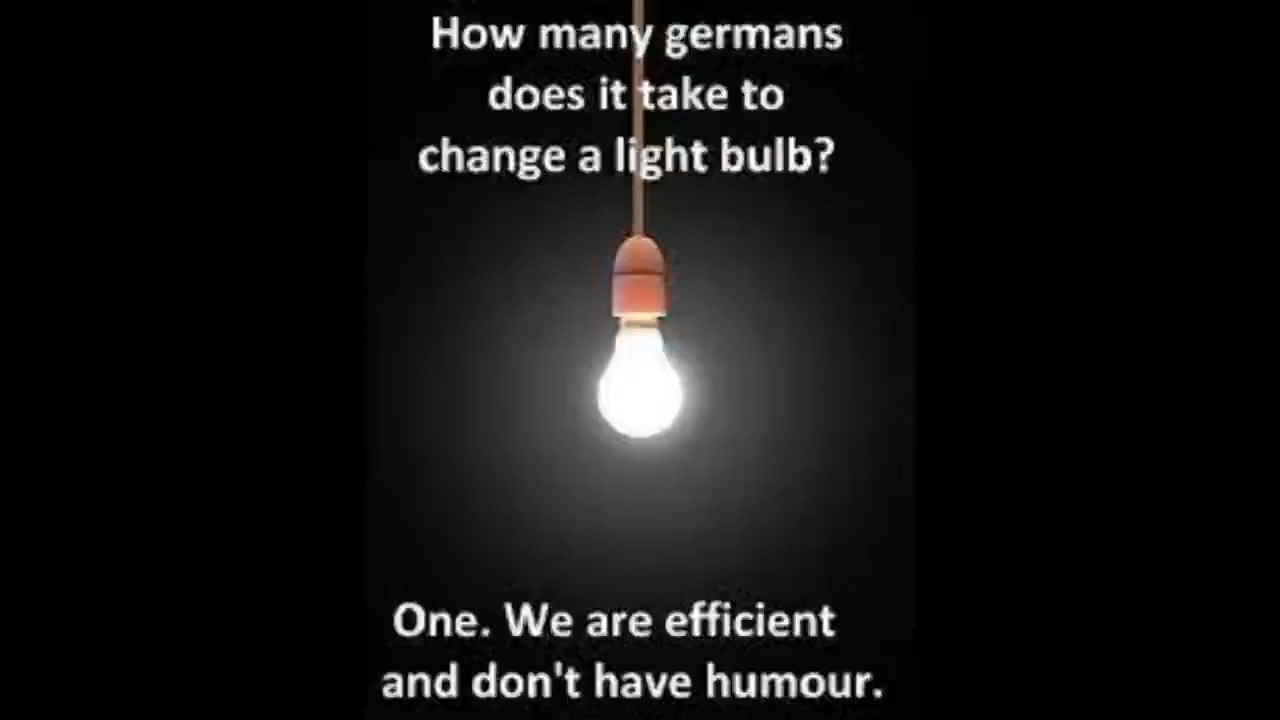 How many germans
does it take to
change a light bulb?
One. We are efficient
and don't have humour.